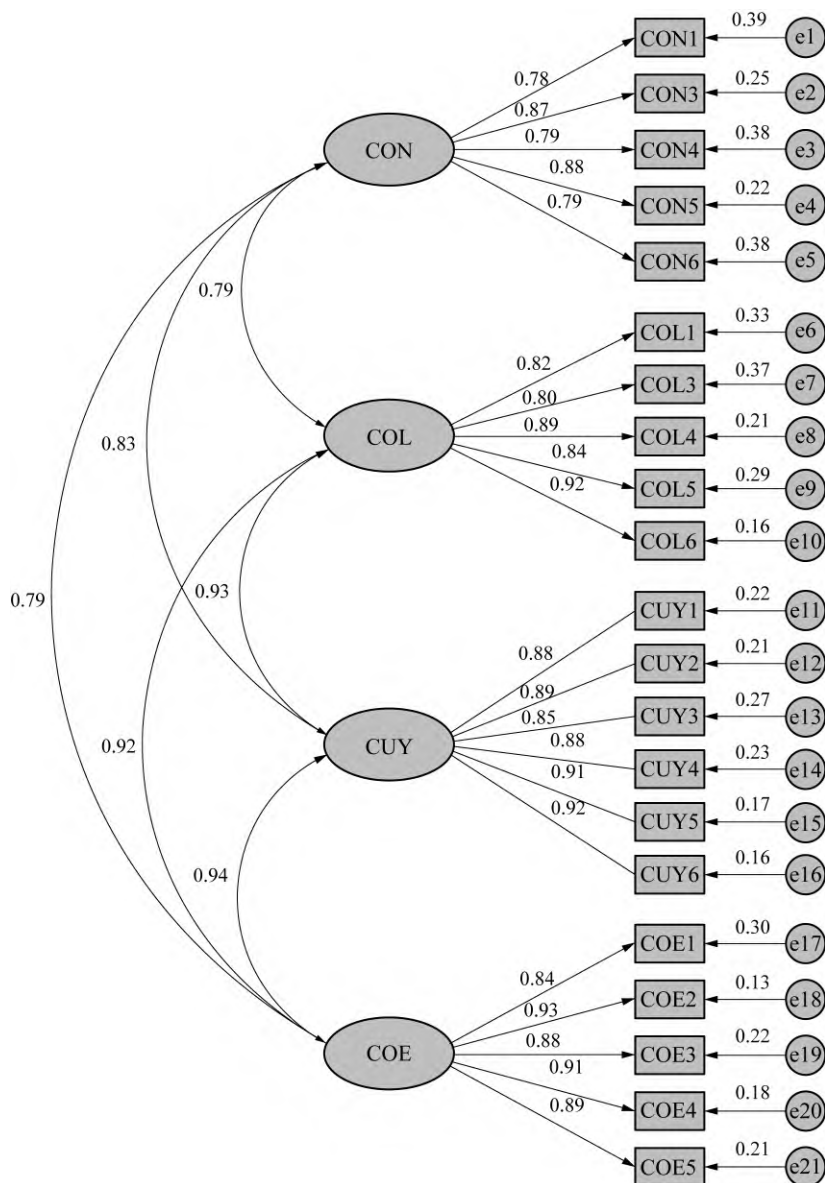 0.39
CON1
e1
0.78
0.25
CON3
e2
0.87
0.38
CON
0.79
CON4
e3
0.88
0.22
CON5
e4
0.79
0.38
CON6
e5
0.79
0.33
COL1
e6
0.82
0.37
COL3
e7
0.80
0.21
COL
0.89
COL4
e8
0.83
0.84
0.29
COL5
e9
0.92
0.16
COL6
e10
0.79
0.93
0.22
CUY1
e11
0.88
0.21
CUY2
e12
0.89
0.27
CUY3
e13
0.85
CUY
0.88
0.23
CUY4
e14
0.92
0.91
0.17
CUY5
e15
0.92
0.16
CUY6
e16
0.94
0.30
COE1
e17
0.84
0.13
COE2
e18
0.93
0.22
COE
0.88
COE3
e19
0.91
0.18
COE4
e20
0.89
0.21
COE5
e21